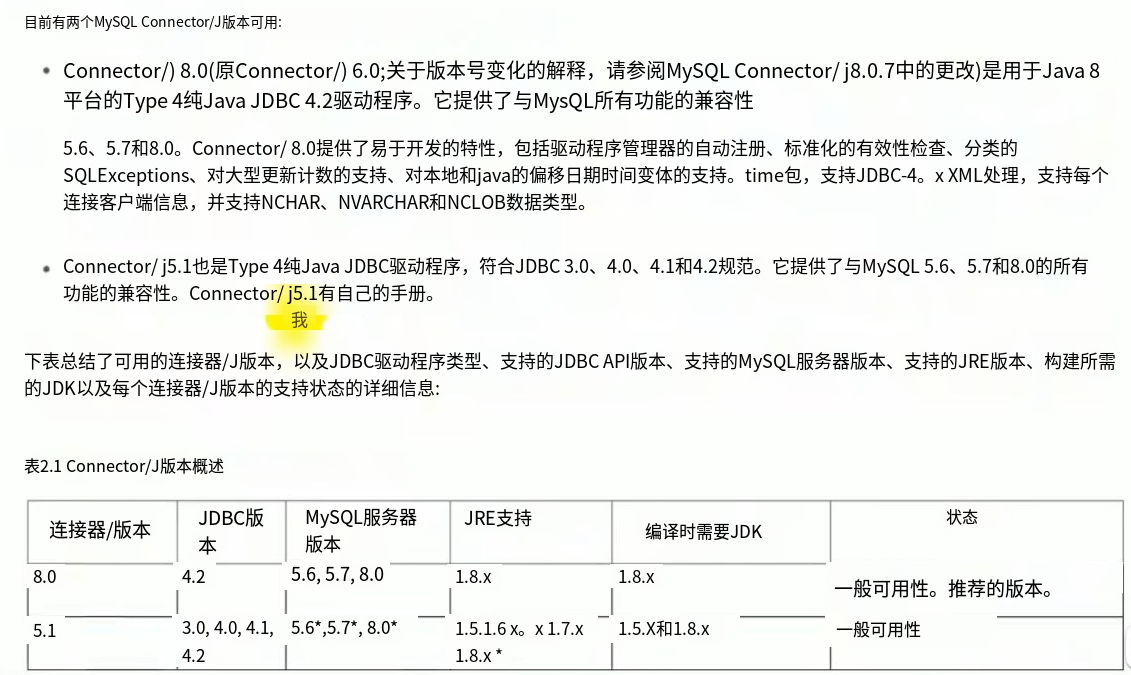 目前有两个MySQL Connector/J版本可用:
Connector/) 8.0(原Connector/) 6.0;关于版本号变化的解释，请参阅MySQL Connector/ j8.0.7中的更改)是用于Java 8
平台的Type 4纯Java JDBC 4.2驱动程序。它提供了与MysQL所有功能的兼容性
5.6、5.7和8.0。Connector/ 8.0提供了易于开发的特性，包括驱动程序管理器的自动注册、标准化的有效性检查、分类的
SQLExceptions、对大型更新计数的支持、对本地和java的偏移日期时间变体的支持。time包，支持JDBC-4。x XML处理，支持每个
连接客户端信息，并支持NCHAR、NVARCHAR和NCLOB数据类型。
Connector/ j5.1也是Type 4纯Java JDBC驱动程序，符合JDBC 3.0、4.0、4.1和4.2规范。它提供了与MySQL 5.6、5.7和8.0的所有
功能的兼容性。Connector/ j5.1有自己的手册。
我
下表总结了可用的连接器/J版本，以及JDBC驱动程序类型、支持的JDBC API版本、支持的MySQL服务器版本、支持的JRE版本、构建所需
的JDK以及每个连接器/J版本的支持状态的详细信息:
表2.1 Connector/J版本概述
连接器/版本 JDBC版本 MySQL服务器版本 JRE支持 编译时需要JDK 状态
8.0 4.2 5.6, 5.7, 8.0 1.8.x 1.8.x 一般可用性。推荐的版本。
5.1 3.0, 4.0, 4.1, 5.6*,5.7*, 8.0* 1.5.1.6 x。x 1.7.x 1.5.X和1.8.x 一般可用性
4.2 1.8.x *